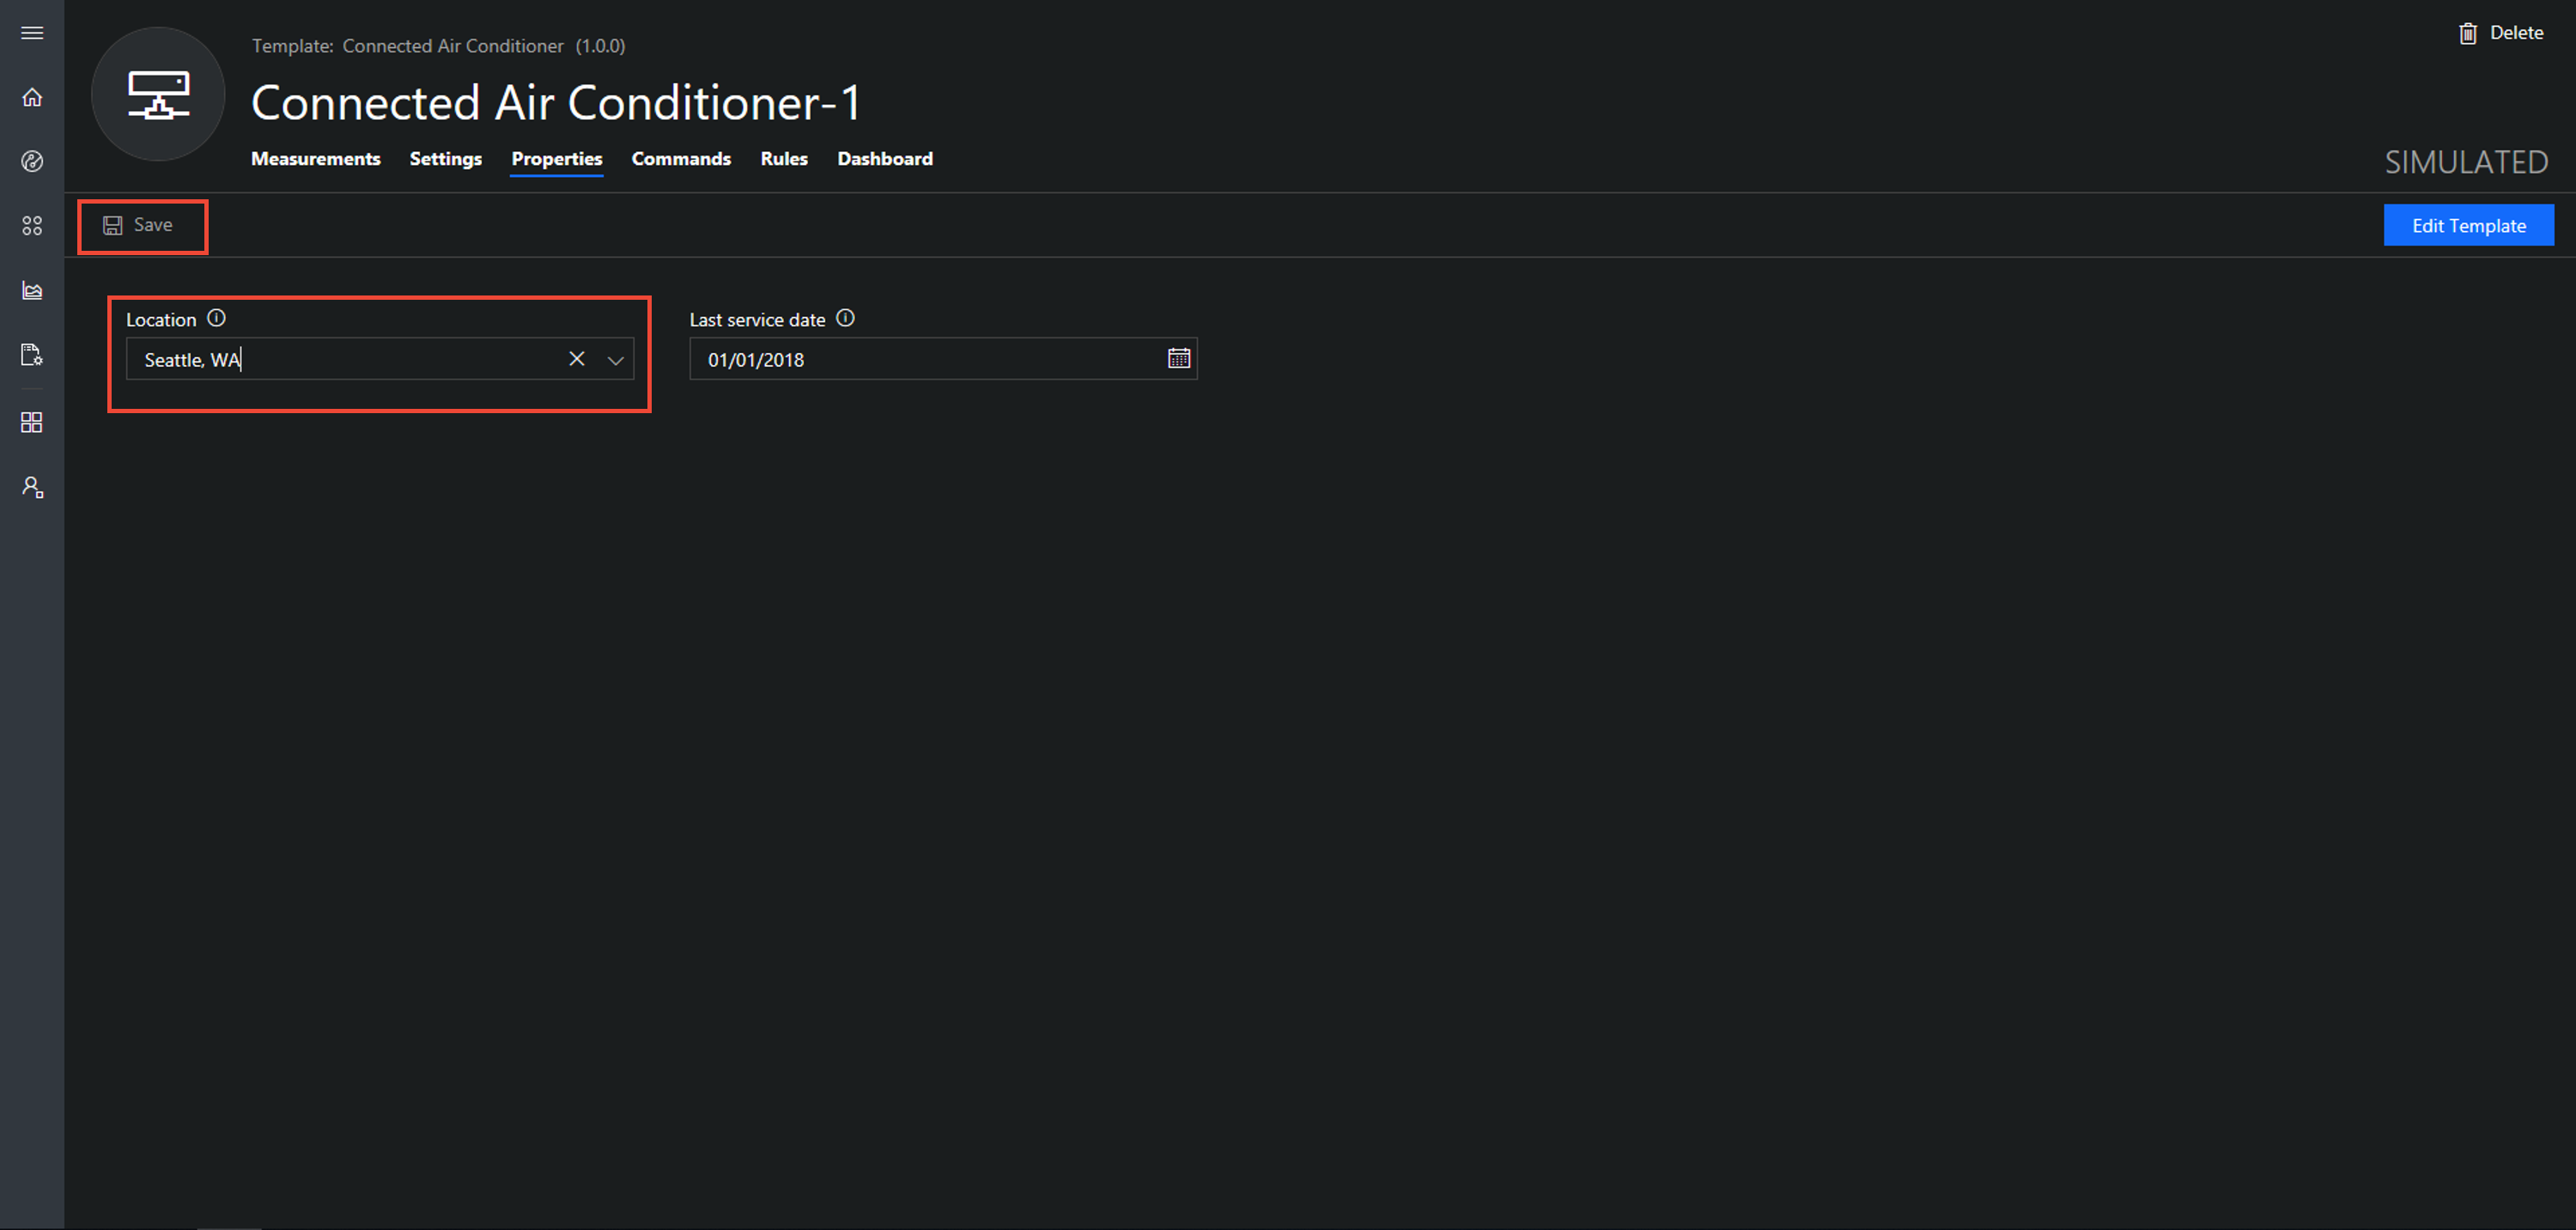 Template: Connected Air Conditioner (1.0.0)
Delete
Connected Air Conditioner-1
Measurements Settings Properties Commands Rules Dashboard
SIMULATED
Save
Edit Template
Location
Last service date
Seattle, WA
01/01/2018